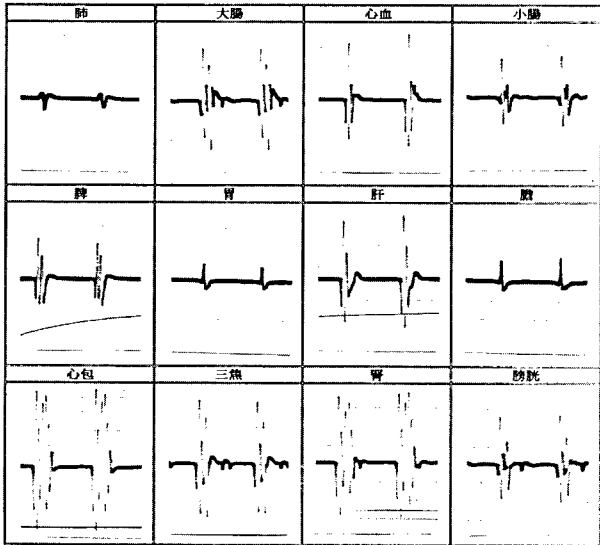 肺 大腸 心血 小腸
脾 胃 肝 膽
心包 三焦 腎 膀胱